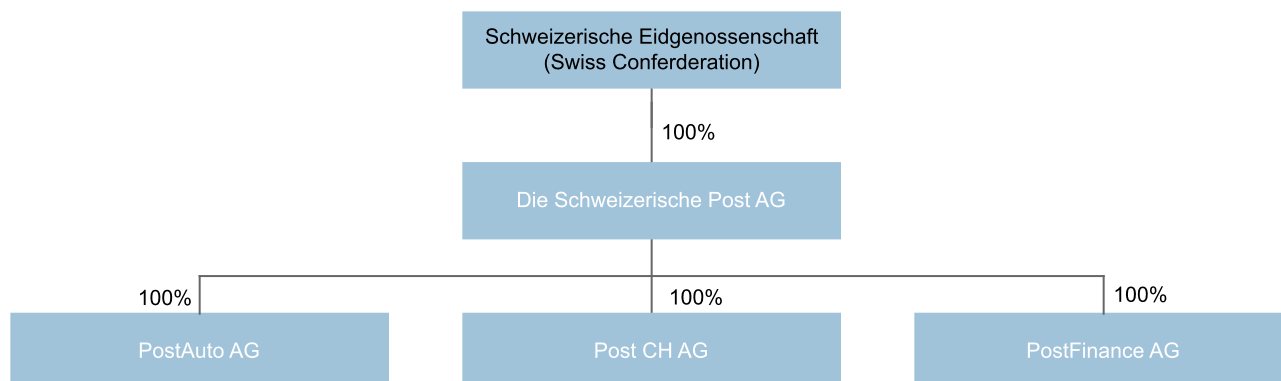 Schweizerische Eidgenossenschaft
(Swiss Conferderation)
100%
Die Schweizerische Post AG
100%
100%
100%
PostAuto AG
Post CH AG
PostFinance AG